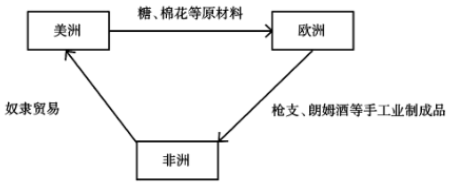 糖、棉花等原材料
美洲
欧洲
奴隶贸易
枪支、朗姆酒等手工业制成品
非洲